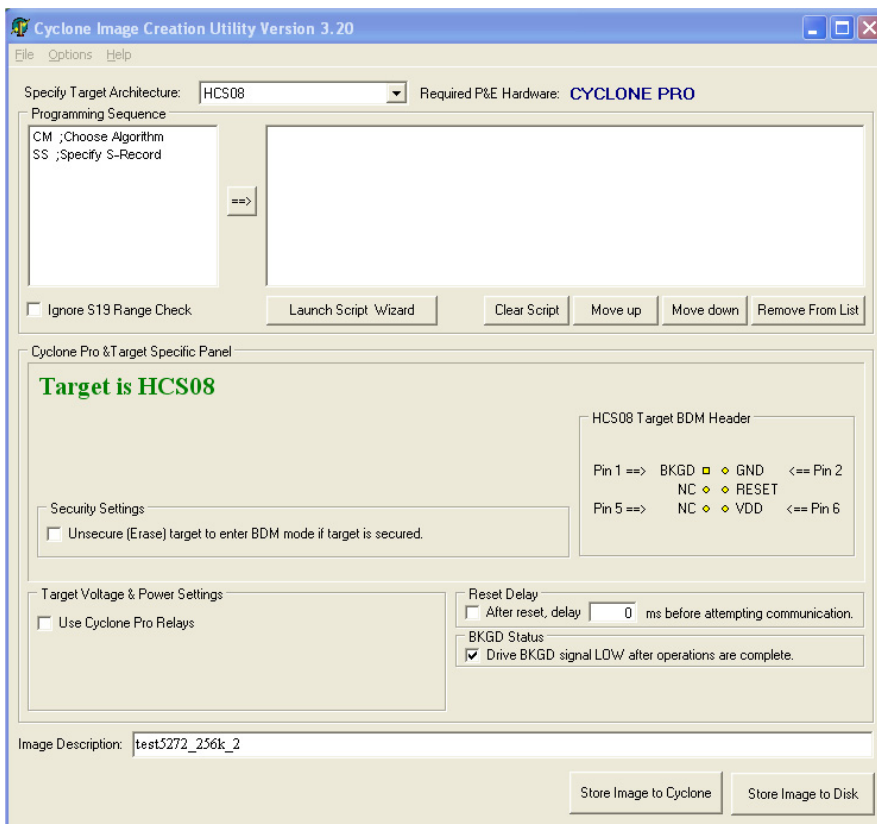 Cyclone Image Creation Utility Version 3.20
File Options Help
Specify Target Architecture: HCS08 Required P&E Hardware: CYCLONE PRO
Programming Sequence
CM ;Choose Algorithm
SS ;Specify S-Record
==>
Ignore S19 Range Check
Launch Script Wizard
Clear Script
Move up
Move down
Remove From List
Cyclone Pro &Target Specific Panel
Target is HCS08
HCS08 Target BDM Header
Pin 1 ==> BKGD GND <== Pin 2
NC RESET
Pin 5 ==> NC VDD <== Pin 6
Security Settings
Unsecure (Erase) target to enter BDM mode if target is secured.
Target Voltage & Power Settings
Use Cyclone Pro Relays
Reset Delay
After reset, delay 0 ms before attempting communication.
BKGD Status
Drive BKGD signal LOW after operations are complete.
Image Description: test5272_256k_2
Store Image to Cyclone
Store Image to Disk